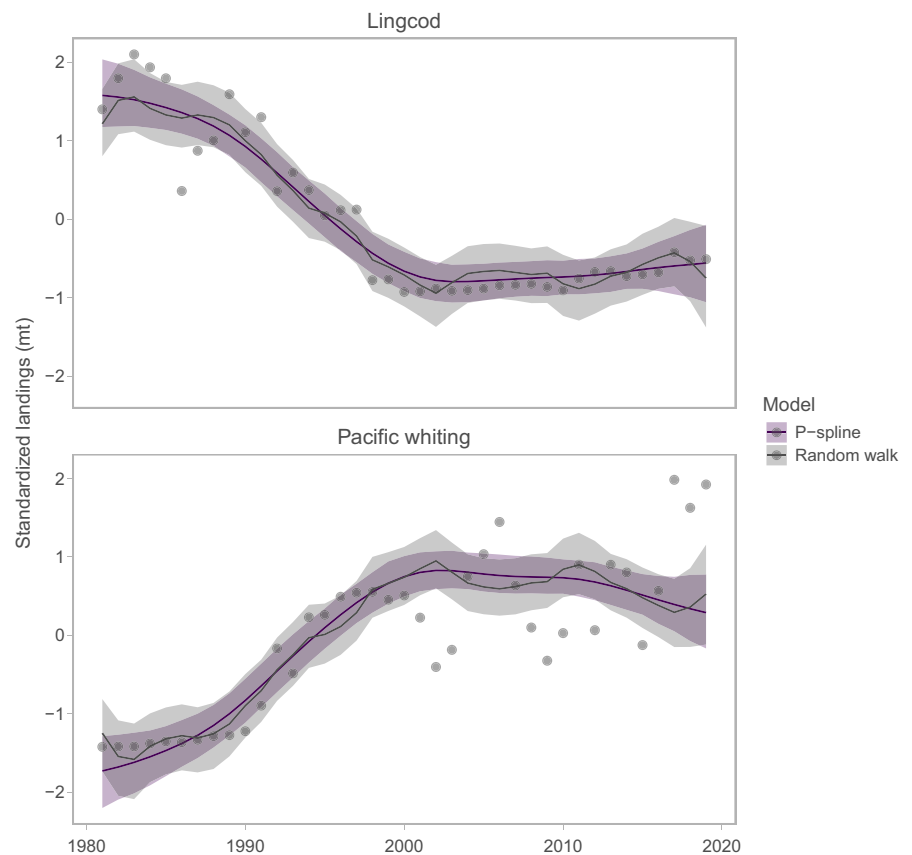 Lingcod
2
1
0
−1
−2
Standardized landings (mt)
Pacific whiting
2
1
0
−1
−2
1980 1990 2000 2010 2020
Model
P−spline
Random walk